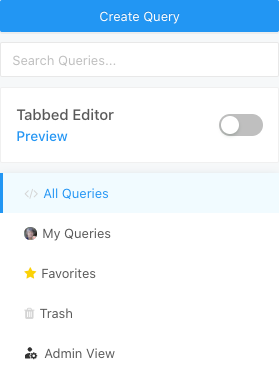 Create Query
Search Queries...
Tabbed Editor
Preview
All Queries
My Queries
Favorites
Trash
Admin View